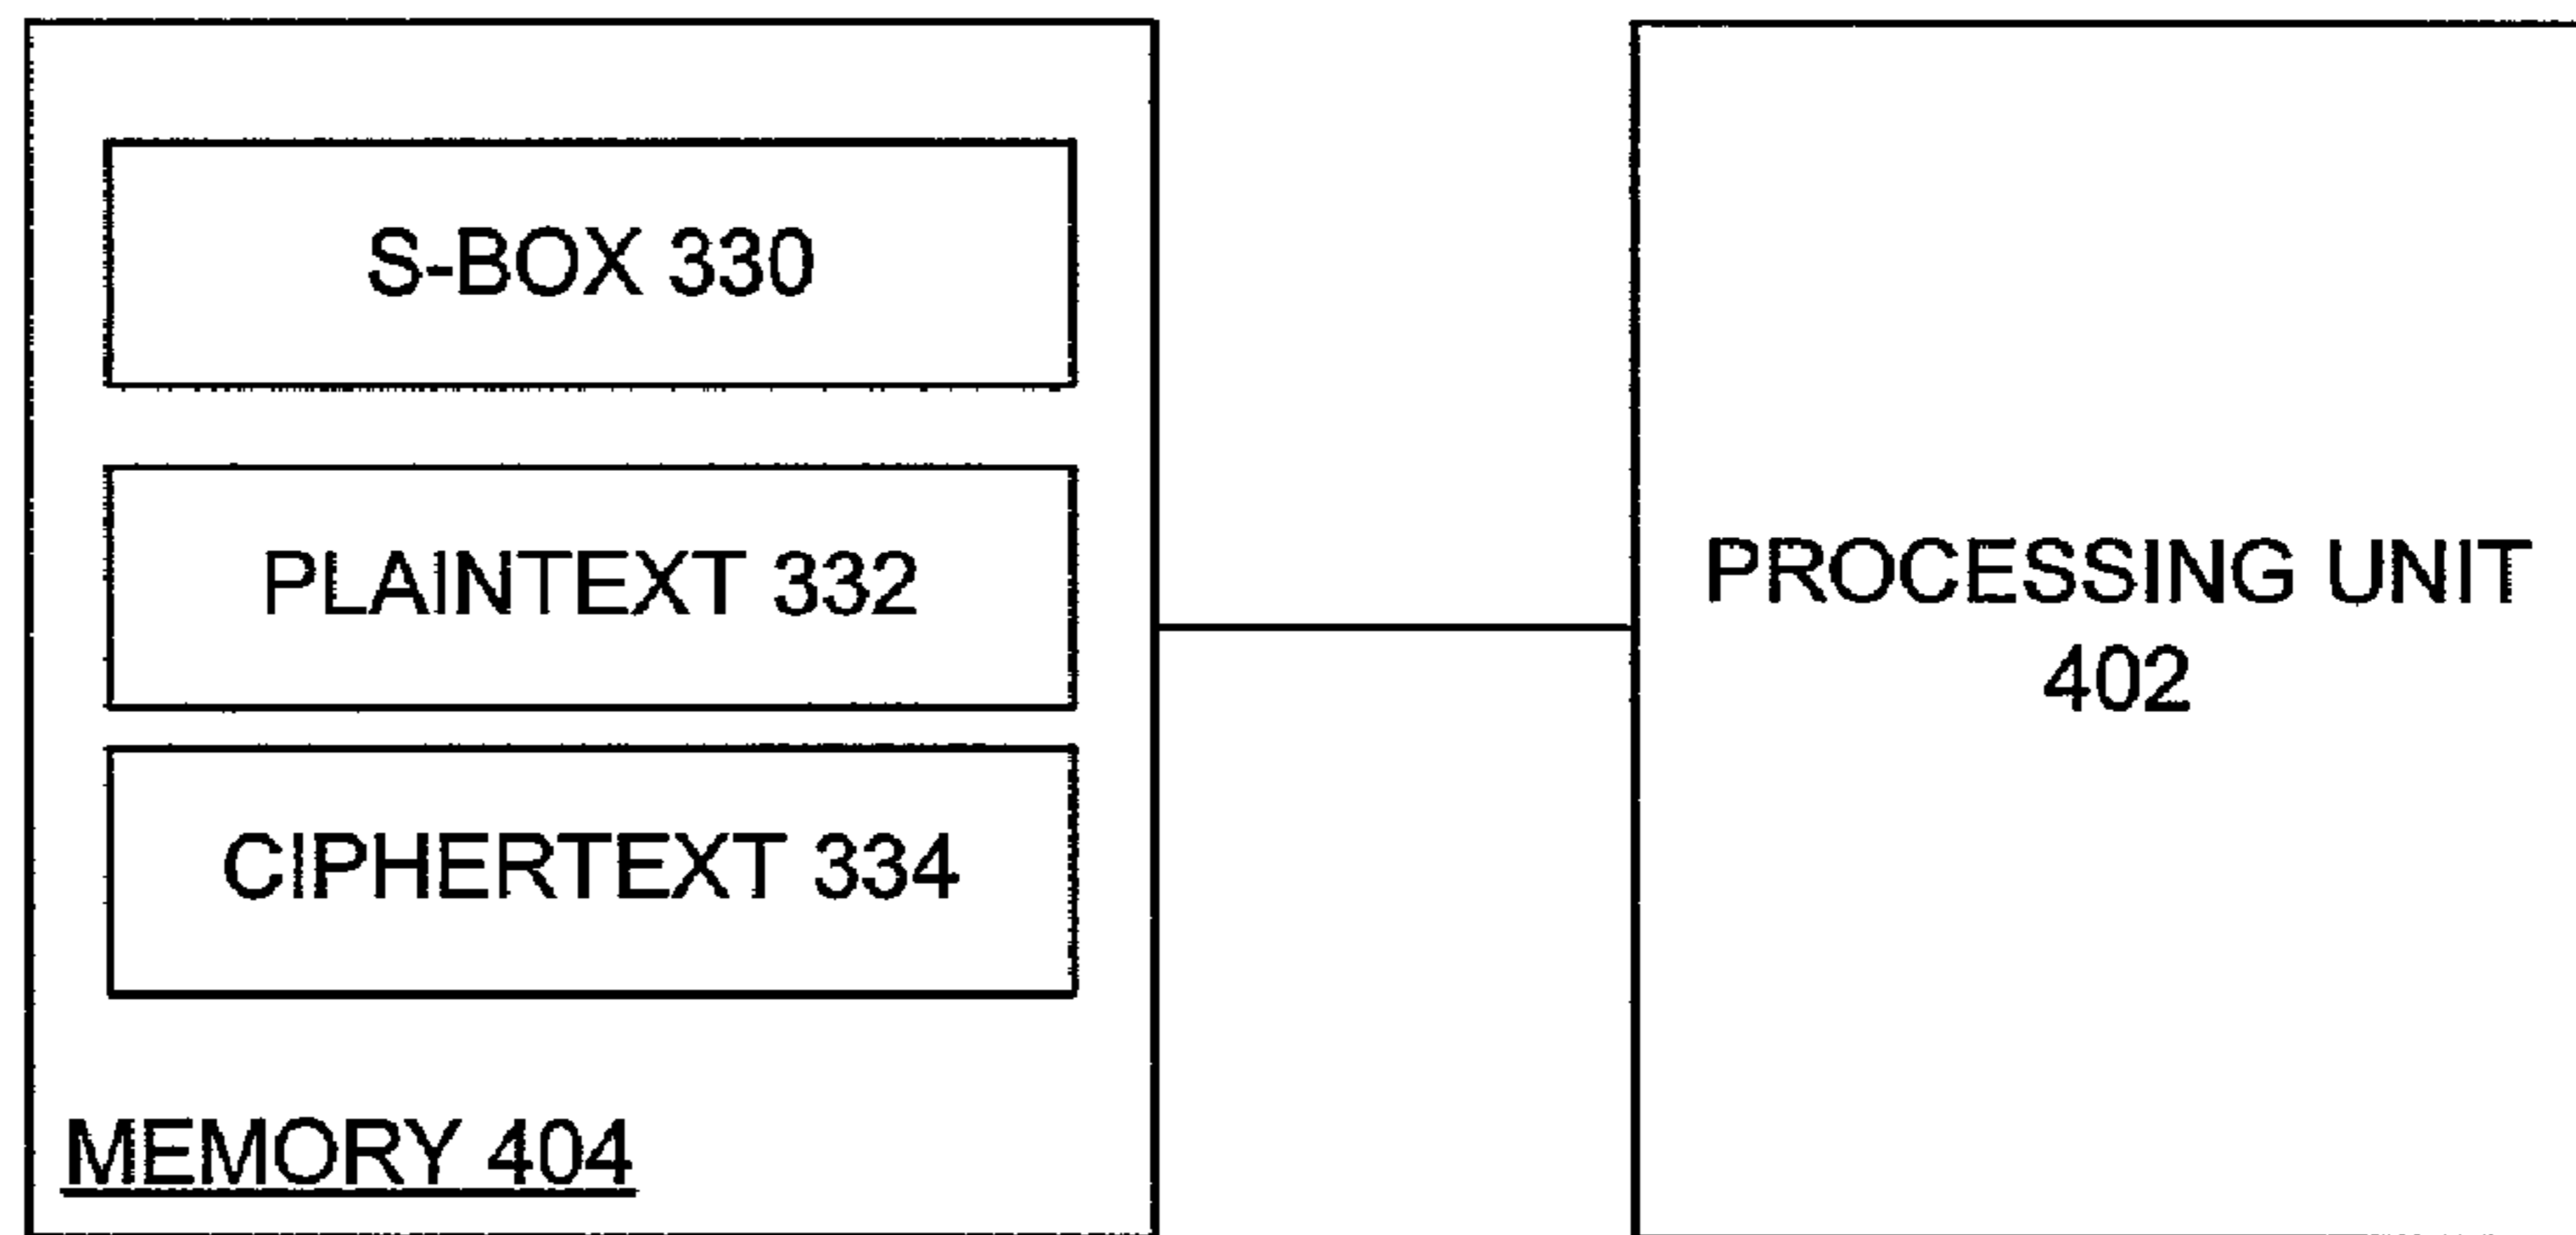 S-BOX 330
PLAINTEXT 332
CIPHERTEXT 334
MEMORY 404
PROCESSING UNIT
402